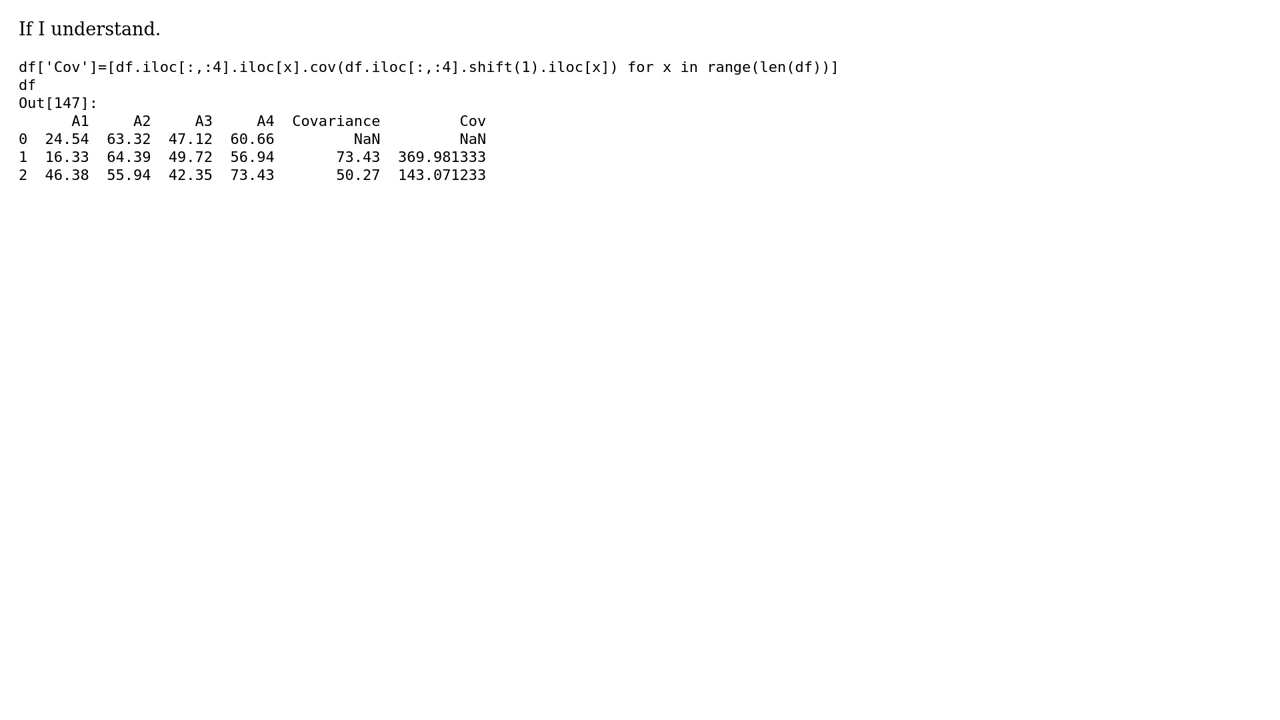 If I understand.
df['Cov']=[df.iloc[:,:4].iloc[x].cov(df.iloc[:,:4].shift(1).iloc[x]) for x in range(len(df))]
df
Out[147]:
      A1     A2     A3     A4  Covariance         Cov
0  24.54  63.32  47.12  60.66         NaN         NaN
1  16.33  64.39  49.72  56.94       73.43  369.981333
2  46.38  55.94  42.35  73.43       50.27  143.071233